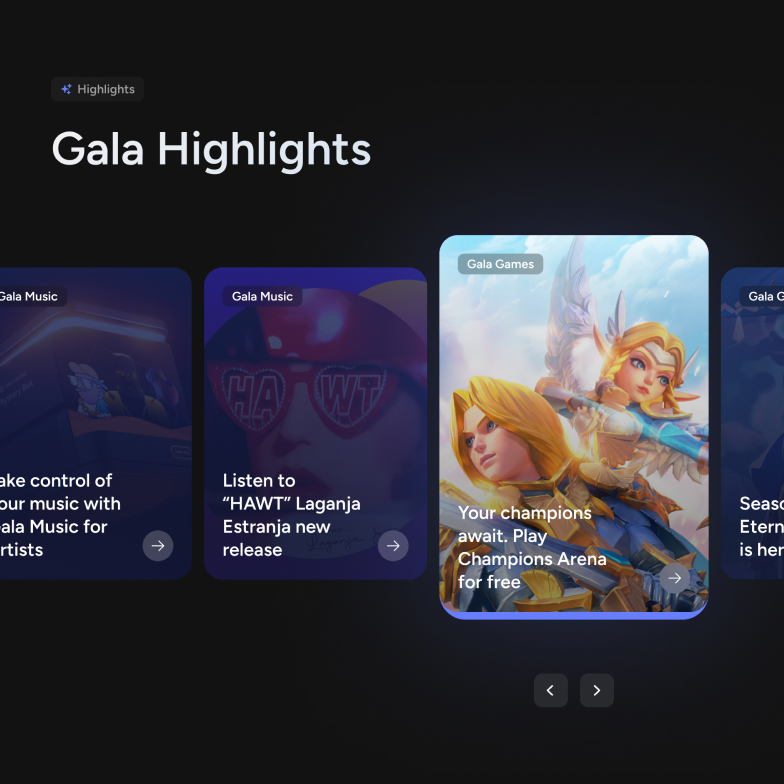 Highlights
Gala Highlights
Gala Music
ake control of
our music with
ala Music for
rtists
Gala Music
HA WT
Listen to
“HAWT” Laganja
Estranja new
release
Gala Games
Your champions
await. Play
Champions Arena
for free
Gala G
Seaso
Etern
is her